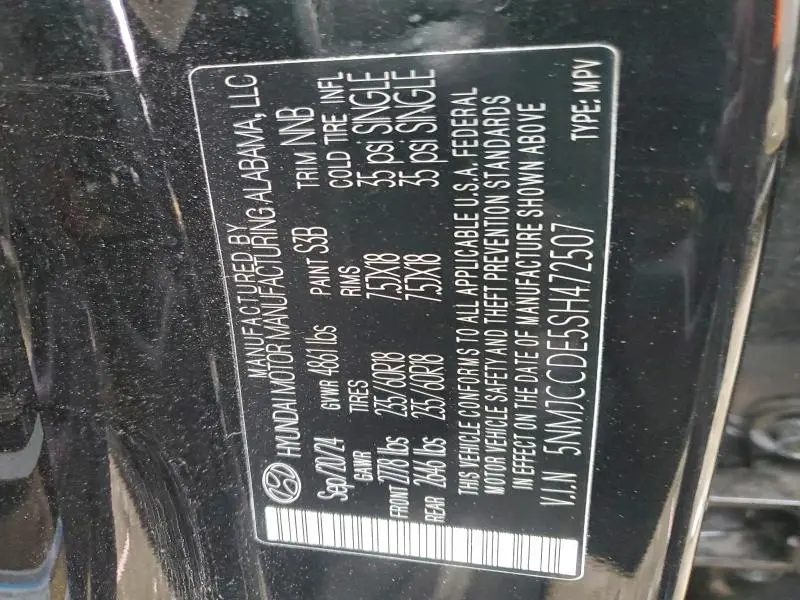 MANUFACTURED BY
HYUNDAI MOTOR MANUFACTURING ALABAMA, LLC
Sep/20/24 GVWR 4861 lbs PAINT S3B TRIM NNB
GAWR TIRES RIMS COLD TIRE INFL
FRONT 2778 lbs 235/60R18 7.5JX18 35 psi SINGLE
REAR 2646 lbs 235/60R18 7.5JX18 35 psi SINGLE
THIS VEHICLE CONFORMS TO ALL APPLICABLE U.S.A. FEDERAL
MOTOR VEHICLE SAFETY AND THEFT PREVENTION STANDARDS
IN EFFECT ON THE DATE OF MANUFACTURE SHOWN ABOVE
V.I.N 5NMJCCDE5SH472507 TYPE: MPV